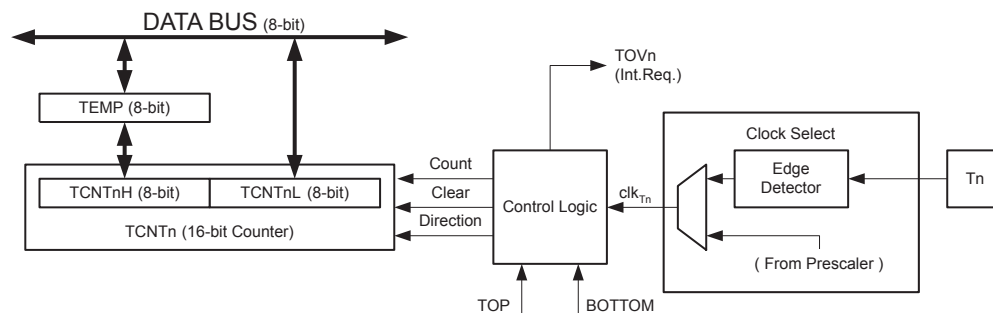 DATA BUS (8-bit)
TEMP (8-bit)
TCNTnH (8-bit)
TCNTnL (8-bit)
TCNTn (16-bit Counter)
Count
Clear
Direction
TOVn
(Int.Req.)
Control Logic
TOP
BOTTOM
clkTn
Clock Select
Edge
Detector
( From Prescaler )
Tn